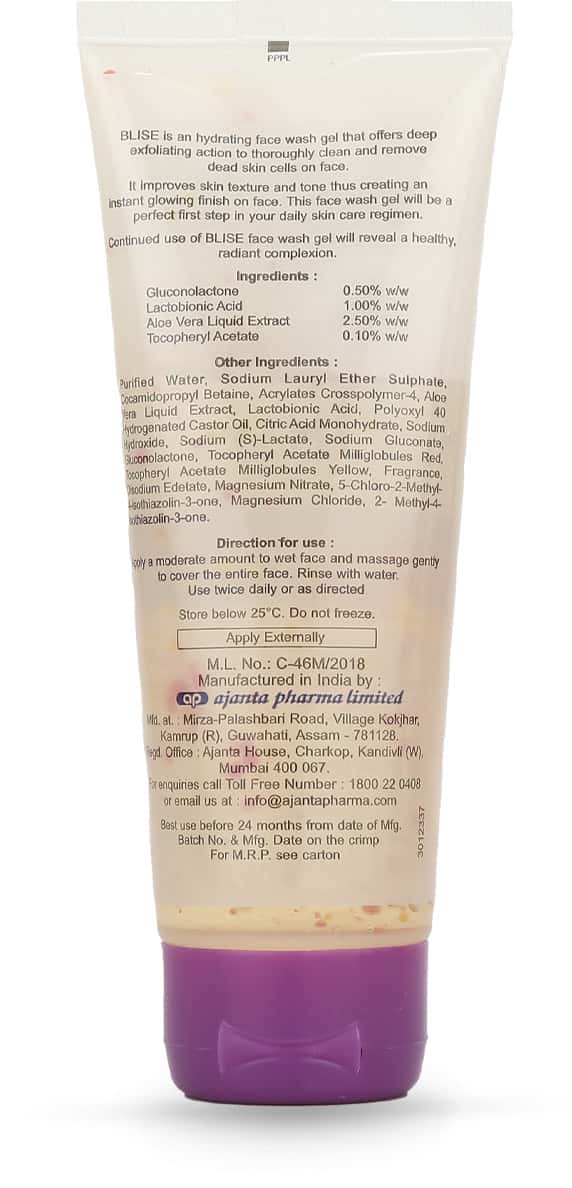 PPPL
BLISE is an hydrating face wash gel that offers deep
exfoliating action to thoroughly clean and remove
dead skin cells on face.
It improves skin texture and tone thus creating an
instant glowing finish on face. This face wash gel will be a
perfect first step in your daily skin care regimen.
Continued use of BLISE face wash gel will reveal a healthy,
radiant complexion.
Ingredients :
Gluconolactone 0.50% w/w
Lactobionic Acid 1.00% w/w
Aloe Vera Liquid Extract 2.50% w/w
Tocopheryl Acetate 0.10% w/w
Other Ingredients :
Purified Water, Sodium Lauryl Ether Sulphate,
Cocamidopropyl Betaine, Acrylates Crosspolymer-4, Aloe
Vera Liquid Extract, Lactobionic Acid, Polyoxyl 40
Hydrogenated Castor Oil, Citric Acid Monohydrate, Sodium
Hydroxide, Sodium (S)-Lactate, Sodium Gluconate,
Gluconolactone, Tocopheryl Acetate Milliglobules Red,
Tocopheryl Acetate Milliglobules Yellow, Fragrance,
Disodium Edetate, Magnesium Nitrate, 5-Chloro-2-Methyl-
4-isothiazolin-3-one, Magnesium Chloride, 2- Methyl-4-
isothiazolin-3-one.
Direction for use :
Apply a moderate amount to wet face and massage gently
to cover the entire face. Rinse with water.
Use twice daily or as directed
Store below 25°C. Do not freeze.
Apply Externally
M.L. No.: C-46M/2018
Manufactured in India by :
ap ajanta pharma limited
Mfd. at. : Mirza-Palashbari Road, Village Kokjhar,
Kamrup (R), Guwahati, Assam - 781128.
Regd. Office : Ajanta House, Charkop, Kandivli (W),
Mumbai 400 067.
For enquiries call Toll Free Number : 1800 22 0408
or email us at : info@ajantapharma.com
Best use before 24 months from date of Mfg.
Batch No. & Mfg. Date on the crimp
For M.R.P. see carton
3012337